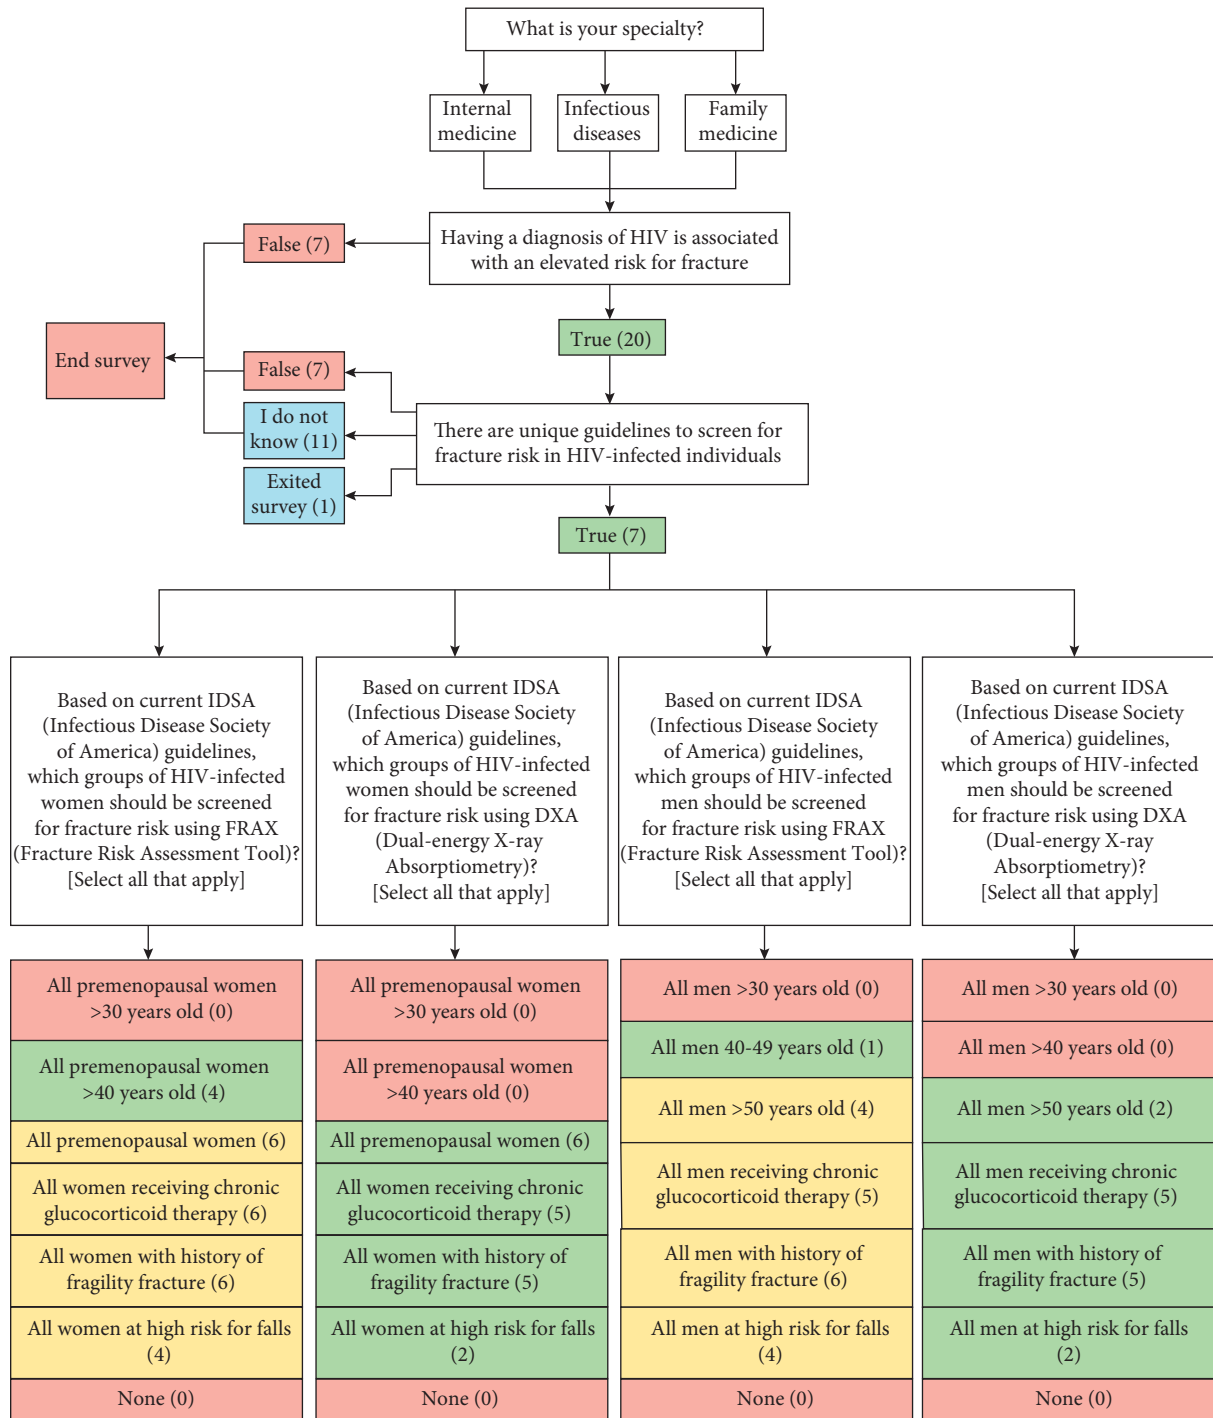 What is your specialty?
Internal
medicine
Infectious
diseases
Family
medicine
Having a diagnosis of HIV is associated
with an elevated risk for fracture
False (7)
True (20)
End survey
False (7)
I do not
know (11)
Exited
survey (1)
There are unique guidelines to screen for
fracture risk in HIV-infected individuals
True (7)
Based on current IDSA
(Infectious Disease Society
of America) guidelines,
which groups of HIV-infected
women should be screened
for fracture risk using FRAX
(Fracture Risk Assessment Tool)?
[Select all that apply]
Based on current IDSA
(Infectious Disease Society
of America) guidelines,
which groups of HIV-infected
women should be screened
for fracture risk using DXA
(Dual-energy X-ray
Absorptiometry)?
[Select all that apply]
Based on current IDSA
(Infectious Disease Society
of America) guidelines,
which groups of HIV-infected
men should be screened
for fracture risk using FRAX
(Fracture Risk Assessment Tool)?
[Select all that apply]
Based on current IDSA
(Infectious Disease Society
of America) guidelines,
which groups of HIV-infected
men should be screened
for fracture risk using DXA
(Dual-energy X-ray
Absorptiometry)?
[Select all that apply]
All premenopausal women
>30 years old (0)
All premenopausal women
>40 years old (4)
All premenopausal women (6)
All women receiving chronic
glucocorticoid therapy (6)
All women with history of
fragility fracture (6)
All women at high risk for falls
(4)
None (0)
All premenopausal women
>30 years old (0)
All premenopausal women
>40 years old (0)
All premenopausal women (6)
All women receiving chronic
glucocorticoid therapy (5)
All women with history of
fragility fracture (5)
All women at high risk for falls
(2)
None (0)
All men >30 years old (0)
All men 40-49 years old (1)
All men >50 years old (4)
All men receiving chronic
glucocorticoid therapy (5)
All men with history of
fragility fracture (6)
All men at high risk for falls
(4)
None (0)
All men >30 years old (0)
All men >40 years old (0)
All men >50 years old (2)
All men receiving chronic
glucocorticoid therapy (5)
All men with history of
fragility fracture (5)
All men at high risk for falls
(2)
None (0)